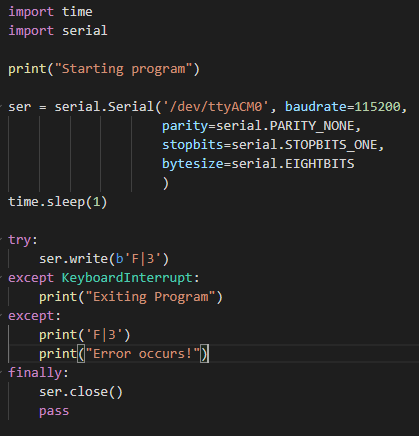 import time
import serial

print("Starting program")

ser = serial.Serial('/dev/ttyACM0', baudrate=115200,
                    parity=serial.PARITY_NONE,
                    stopbits=serial.STOPBITS_ONE,
                    bytesize=serial.EIGHTBITS
                    )
time.sleep(1)

try:
    ser.write(b'F|3')
except KeyboardInterrupt:
    print("Exiting Program")
except:
    print('F|3')
    print("Error occurs!")
finally:
    ser.close()
    pass